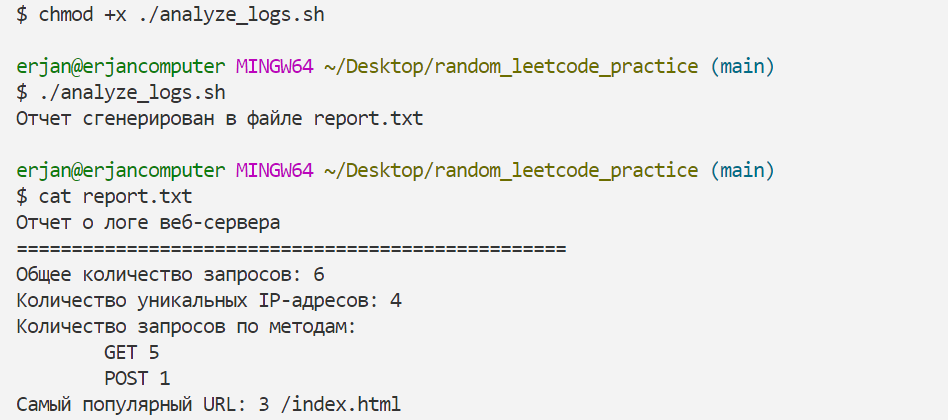 $ chmod +x ./analyze_logs.sh
erjan@erjancomputer MINGW64 ~/Desktop/random_leetcode_practice (main)
$ ./analyze_logs.sh
Отчет сгенерирован в файле report.txt
erjan@erjancomputer MINGW64 ~/Desktop/random_leetcode_practice (main)
$ cat report.txt
Отчет о логе веб-сервера
==================================================
Общее количество запросов: 6
Количество уникальных IP-адресов: 4
Количество запросов по методам:
        GET 5
        POST 1
Самый популярный URL: 3 /index.html